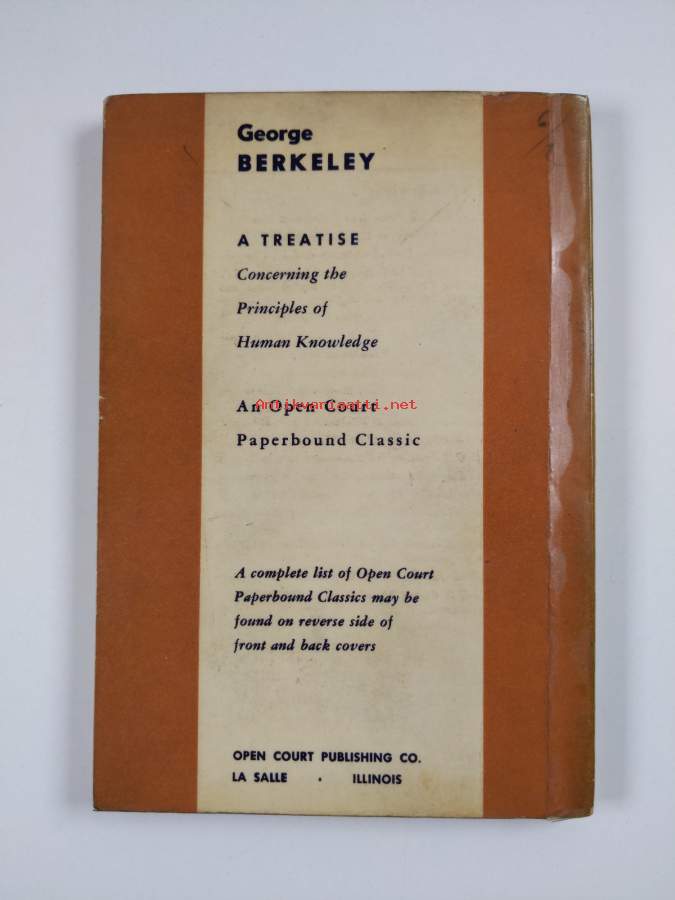 George
BERKELEY
A TREATISE
Concerning the
Principles of
Human Knowledge
An Open Court
Antikvariaatti.net
Paperbound Classic
A complete list of Open Court
Paperbound Classics may be
found on reverse side of
front and back covers
OPEN COURT PUBLISHING CO.
LA SALLE · ILLINOIS